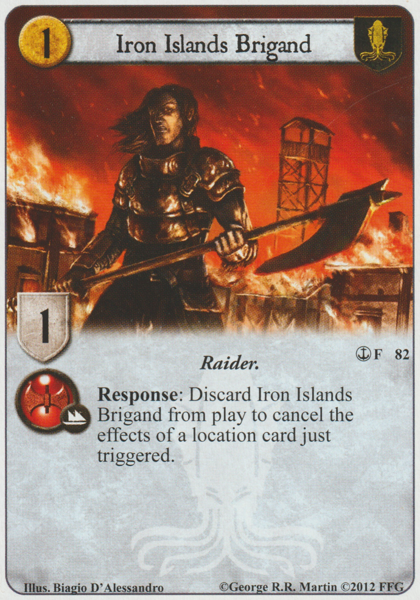 1
Iron Islands Brigand
1
Raider.
F 82
Response: Discard Iron Islands
Brigand from play to cancel the
effects of a location card just
triggered.
Illus. Biagio D'Alessandro
©George R.R. Martin ©2012 FFG